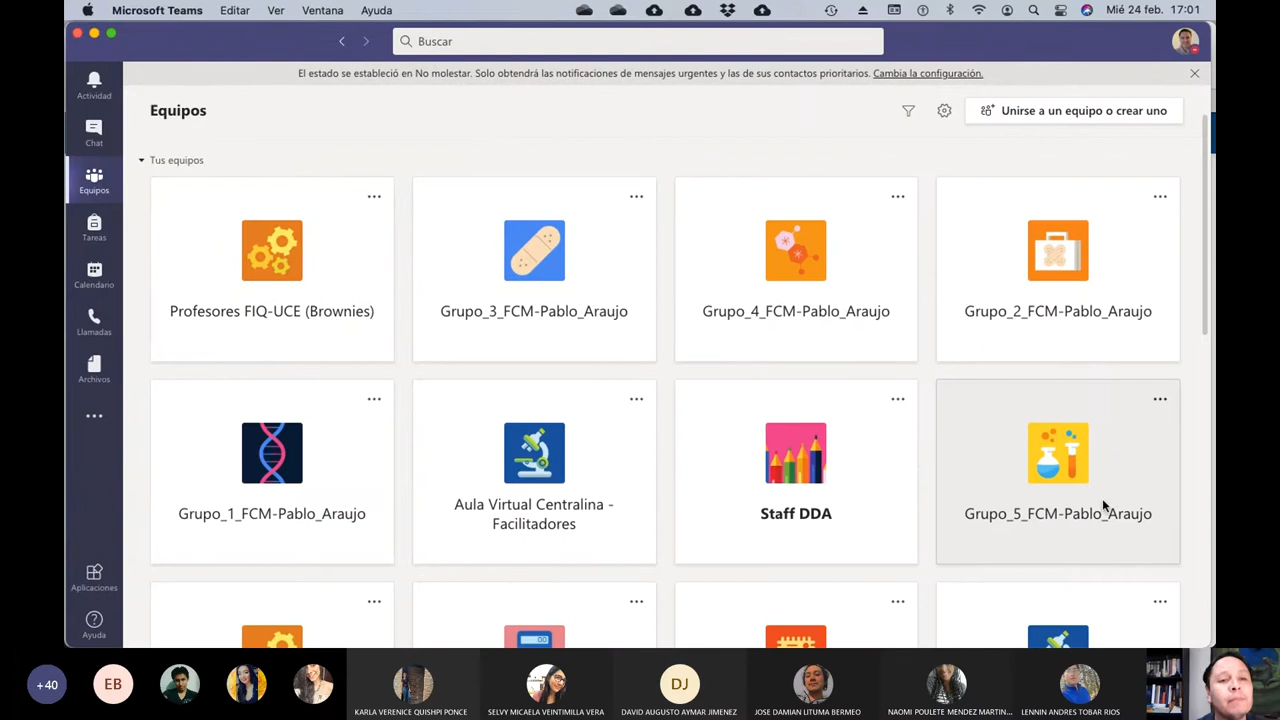 Microsoft Teams Editar Ver Ventana Ayuda Mié 24 feb. 17:01
Buscar
El estado se estableció en No molestar. Solo obtendrá las notificaciones de mensajes urgentes y las de sus contactos prioritarios. Cambia la configuración.
Actividad
Chat
Equipos
Tareas
Calendario
Llamadas
Archivos
Aplicaciones
Ayuda
Equipos
Unirse a un equipo o crear uno
Tus equipos
Profesores FIQ-UCE (Brownies)
Grupo_3_FCM-Pablo_Araujo
Grupo_4_FCM-Pablo_Araujo
Grupo_2_FCM-Pablo_Araujo
Grupo_1_FCM-Pablo_Araujo
Aula Virtual Centralina -
Facilitadores
Staff DDA
Grupo_5_FCM-Pablo_Araujo
+40
EB
DJ
KARLA VERENICE QUISHPI PONCE
SELVY MICAELA VEINTIMILLA VERA
DAVID AUGUSTO AYMAR JIMENEZ
JOSE DAMIAN LITUMA BERMEO
NAOMI POULETE MENDEZ MARTIN...
LENNIN ANDRES TOBAR RIOS